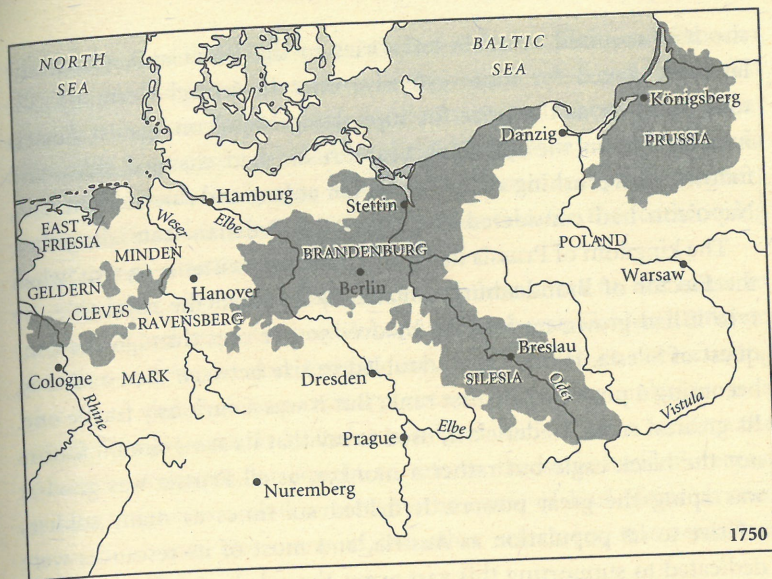 NORTH
SEA
BALTIC
SEA
Königsberg
Danzig
PRUSSIA
Hamburg
Elbe
Weser
Stettin
EAST
FRIESIA
MINDEN
BRANDENBURG
POLAND
Berlin
Warsaw
GELDERN
Hanover
CLEVES
RAVENSBERG
Breslau
Cologne
MARK
Dresden
SILESIA
Oder
Rhine
Vistula
Elbe
Prague
Nuremberg
1750